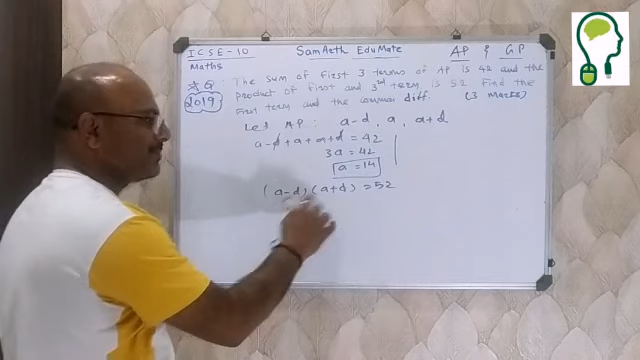 ICSE-10 SamArth EduMate AP & GP
Maths
* Q: The sum of first 3 terms of AP is 42 and the
2019 product of first and 3rd term is 52. Find the
First term and the common diff. (3 Marks)
Let AP: a-d, a, a+d
a-d+a+a+d = 42
3a = 42
a = 14
(a-d)(a+d) = 52